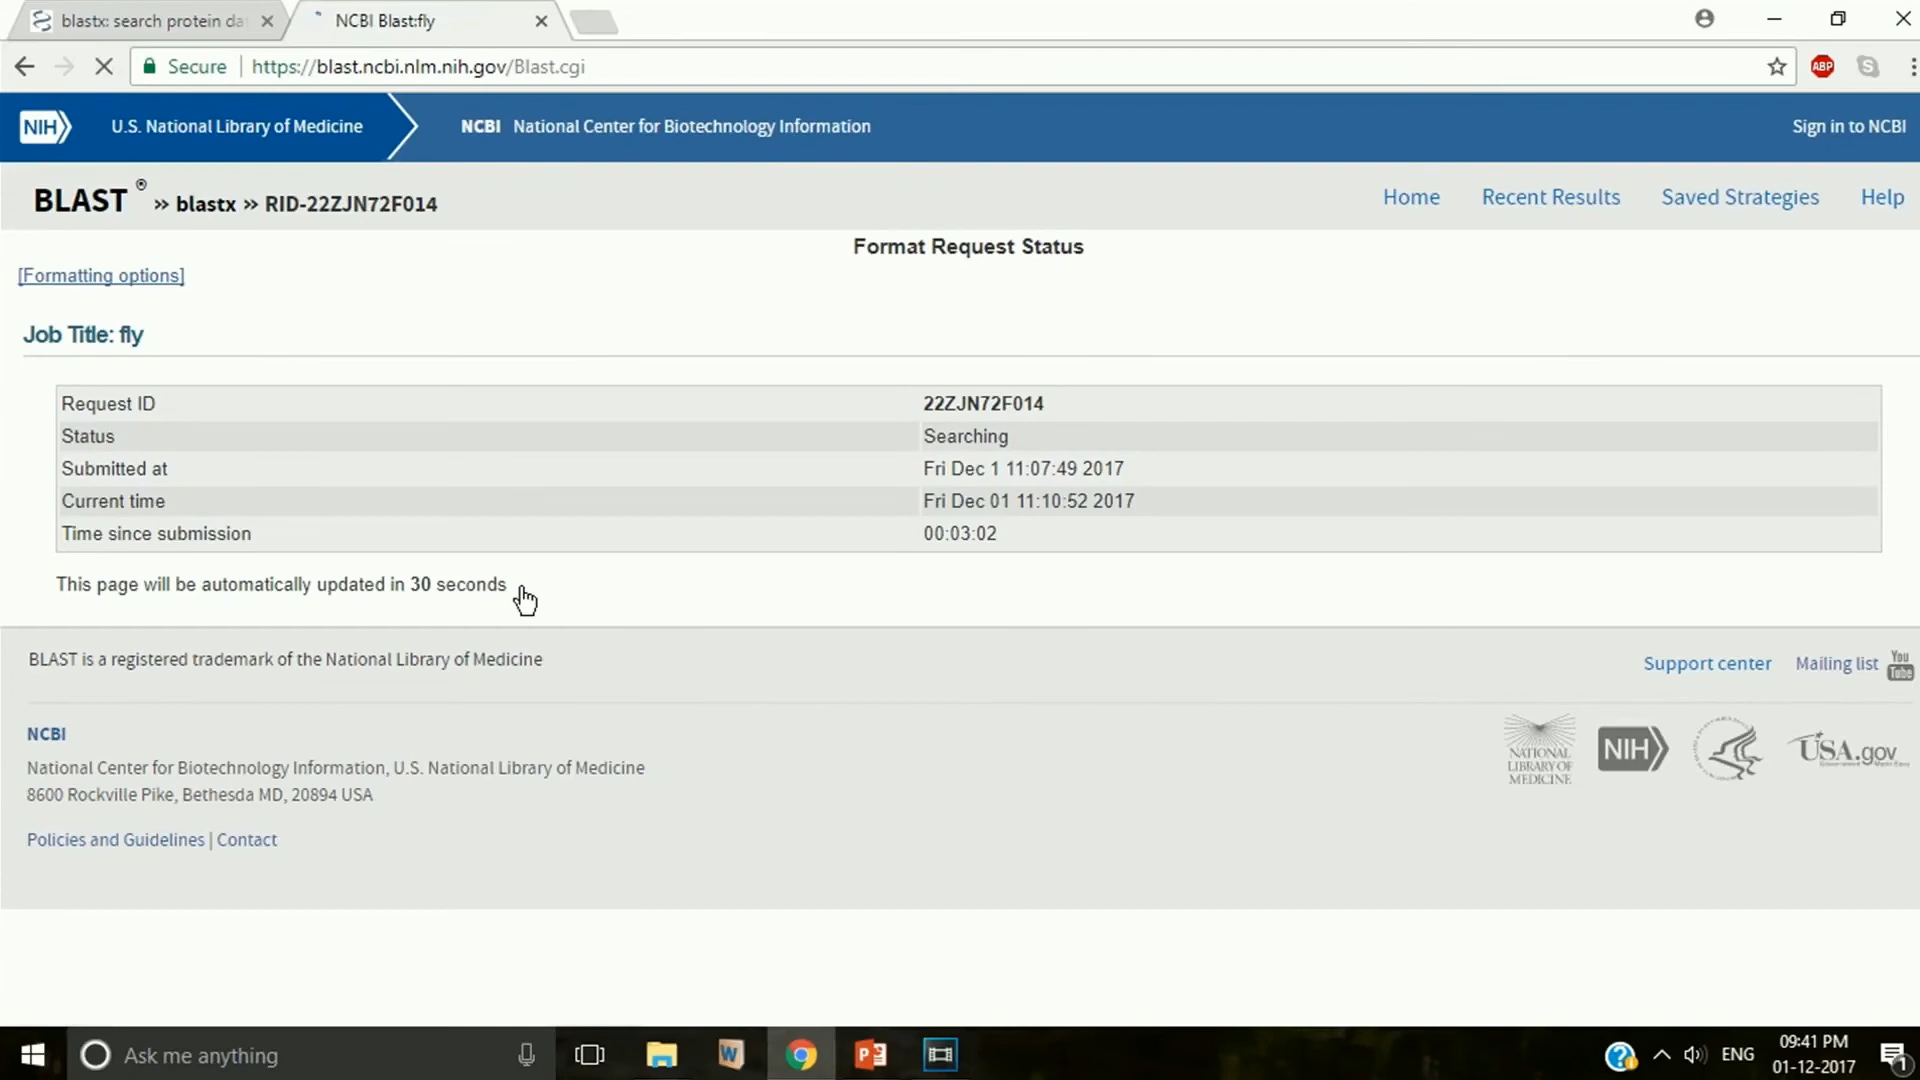 blastx: search protein da
NCBI Blast:fly
Secure
https://blast.ncbi.nlm.nih.gov/Blast.cgi
ABP
S
NIH
U.S. National Library of Medicine
NCBI National Center for Biotechnology Information
Sign in to NCBI
BLAST ® » blastx » RID-22ZJN72F014
Home
Recent Results
Saved Strategies
Help
Format Request Status
[Formatting options]
Job Title: fly
Request ID 22ZJN72F014
Status Searching
Submitted at Fri Dec 1 11:07:49 2017
Current time Fri Dec 01 11:10:52 2017
Time since submission 00:03:02
This page will be automatically updated in 30 seconds
BLAST is a registered trademark of the National Library of Medicine
Support center
Mailing list
You
Tube
NCBI
National Center for Biotechnology Information, U.S. National Library of Medicine
8600 Rockville Pike, Bethesda MD, 20894 USA
Policies and Guidelines | Contact
NATIONAL
LIBRARY OF
MEDICINE
NIH
USA.gov
Ask me anything
W
P
?
ENG
09:41 PM
01-12-2017
1